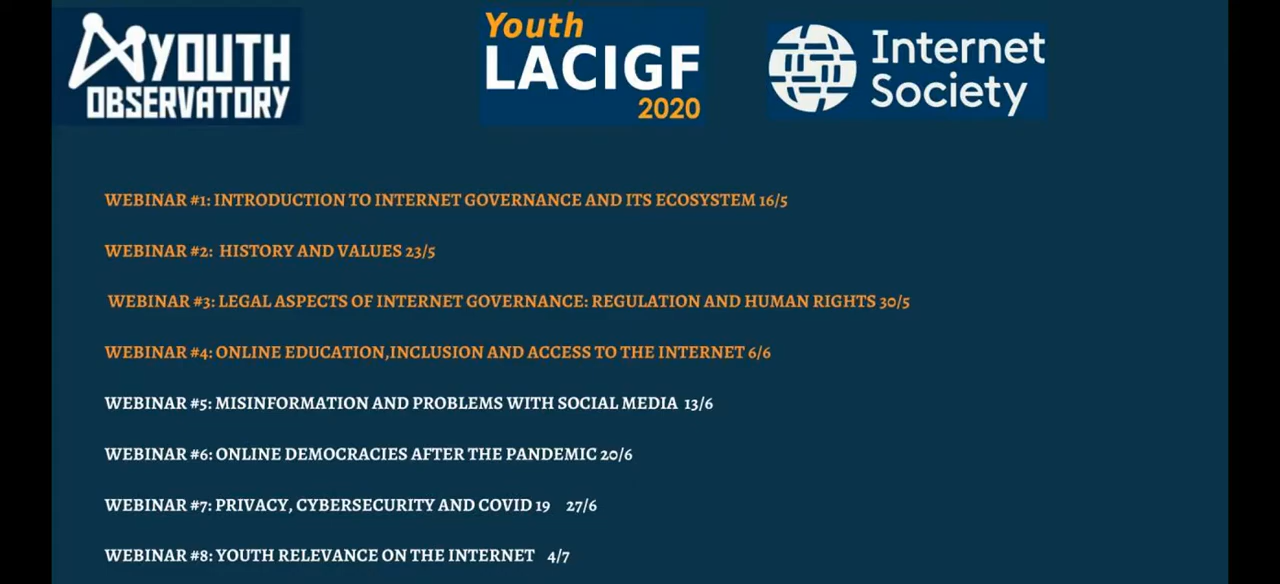 YOUTH
OBSERVATORY
Youth
LACIGF
2020
Internet
Society
WEBINAR #1: INTRODUCTION TO INTERNET GOVERNANCE AND ITS ECOSYSTEM 16/5
WEBINAR #2: HISTORY AND VALUES 23/5
WEBINAR #3: LEGAL ASPECTS OF INTERNET GOVERNANCE: REGULATION AND HUMAN RIGHTS 30/5
WEBINAR #4: ONLINE EDUCATION,INCLUSION AND ACCESS TO THE INTERNET 6/6
WEBINAR #5: MISINFORMATION AND PROBLEMS WITH SOCIAL MEDIA 13/6
WEBINAR #6: ONLINE DEMOCRACIES AFTER THE PANDEMIC 20/6
WEBINAR #7: PRIVACY, CYBERSECURITY AND COVID 19 27/6
WEBINAR #8: YOUTH RELEVANCE ON THE INTERNET 4/7